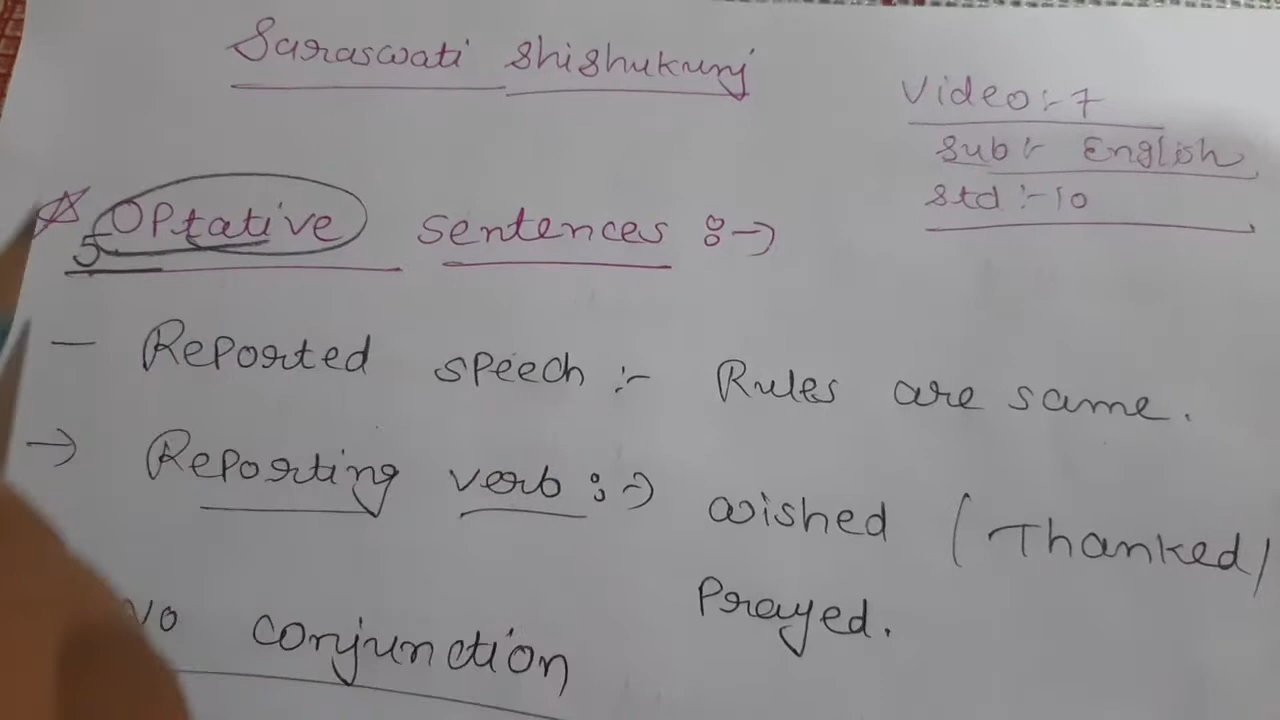 Saraswati Shishukunj
Video :- 7
Sub :- English
Std :- 10
5 Optative sentences :->
- Reported speech :- Rules are same.
-> Reporting verb :-> wished / Thanked /
Prayed.
No conjunction